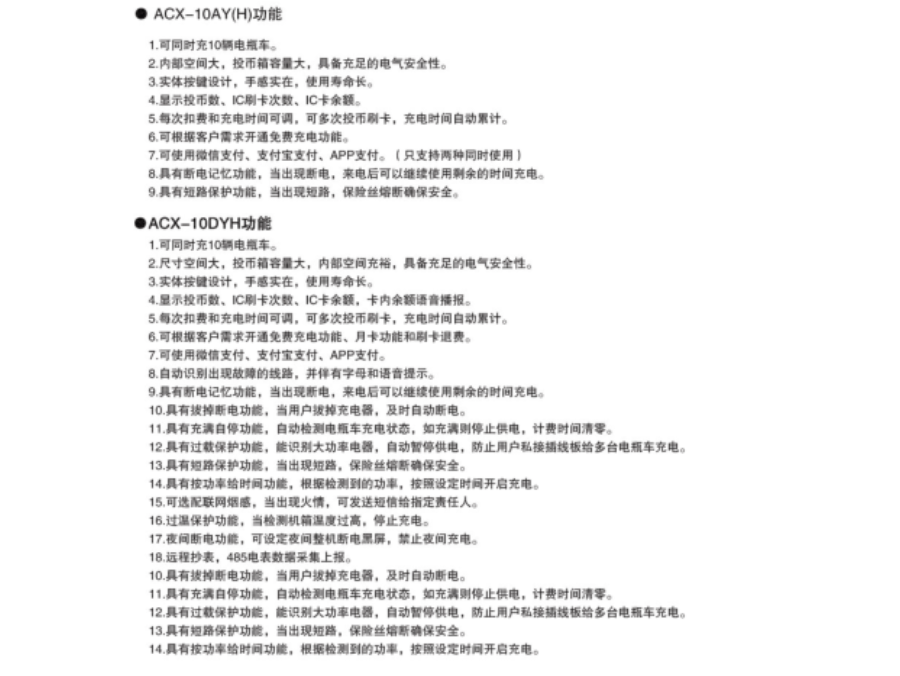 ● ACX-10AY(H)功能
1.可同时充10辆电瓶车。
2.内部空间大，投币箱容量大，具备充足的电气安全性。
3.实体按键设计，手感实在，使用寿命长。
4.显示投币数、IC刷卡次数、IC卡余额。
5.每次扣费和充电时间可调，可多次投币刷卡，充电时间自动累计。
6.可根据客户需求开通免费充电功能。
7.可使用微信支付、支付宝支付、APP支付。（只支持两种同时使用）
8.具有断电记忆功能，当出现断电，来电后可以继续使用剩余的时间充电。
9.具有短路保护功能，当出现短路，保险丝熔断确保安全。
●ACX-10DYH功能
1.可同时充10辆电瓶车。
2.尺寸空间大，投币箱容量大，内部空间充裕，具备充足的电气安全性。
3.实体按键设计，手感实在，使用寿命长。
4.显示投币数、IC刷卡次数、IC卡余额，卡内余额语音播报。
5.每次扣费和充电时间可调，可多次投币刷卡，充电时间自动累计。
6.可根据客户需求开通免费充电功能、月卡功能和刷卡退费。
7.可使用微信支付、支付宝支付、APP支付。
8.自动识别出现故障的线路，并伴有字母和语音提示。
9.具有断电记忆功能，当出现断电，来电后可以继续使用剩余的时间充电。
10.具有拔掉断电功能，当用户拔掉充电器，及时自动断电。
11.具有充满自停功能，自动检测电瓶车充电状态，如充满则停止供电，计费时间清零。
12.具有过载保护功能，能识别大功率电器，自动暂停供电，防止用户私接插线板给多台电瓶车充电。
13.具有短路保护功能，当出现短路，保险丝熔断确保安全。
14.具有按功率给时间功能，根据检测到的功率，按照设定时间开启充电。
15.可选配联网烟感，当出现火情，可发送短信给指定责任人。
16.过温保护功能，当检测机箱温度过高，停止充电。
17.夜间断电功能，可设定夜间整机断电黑屏，禁止夜间充电。
18.远程抄表，485电表数据采集上报。
10.具有拔掉断电功能，当用户拔掉充电器，及时自动断电。
11.具有充满自停功能，自动检测电瓶车充电状态，如充满则停止供电，计费时间清零。
12.具有过载保护功能，能识别大功率电器，自动暂停供电，防止用户私接插线板给多台电瓶车充电。
13.具有短路保护功能，当出现短路，保险丝熔断确保安全。
14.具有按功率给时间功能，根据检测到的功率，按照设定时间开启充电。